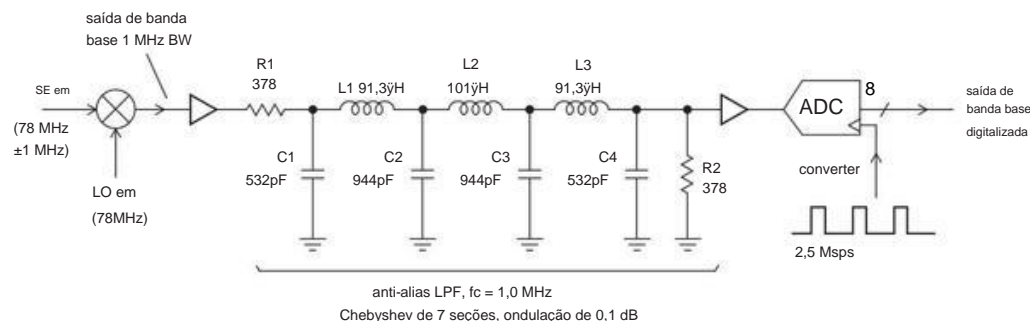 saída de banda
base 1 MHz BW
SE em
(78 MHz
±1 MHz)
LO em
(78MHz)
R1
378
L1 91,3ÿH
L2
101ÿH
L3
91,3ÿH
C1
532pF
C2
944pF
C3
944pF
C4
532pF
R2
378
ADC
8
saída de
banda base
digitalizada
converter
2,5 Msps
anti-alias LPF, fc = 1,0 MHz
Chebyshev de 7 seções, ondulação de 0,1 dB